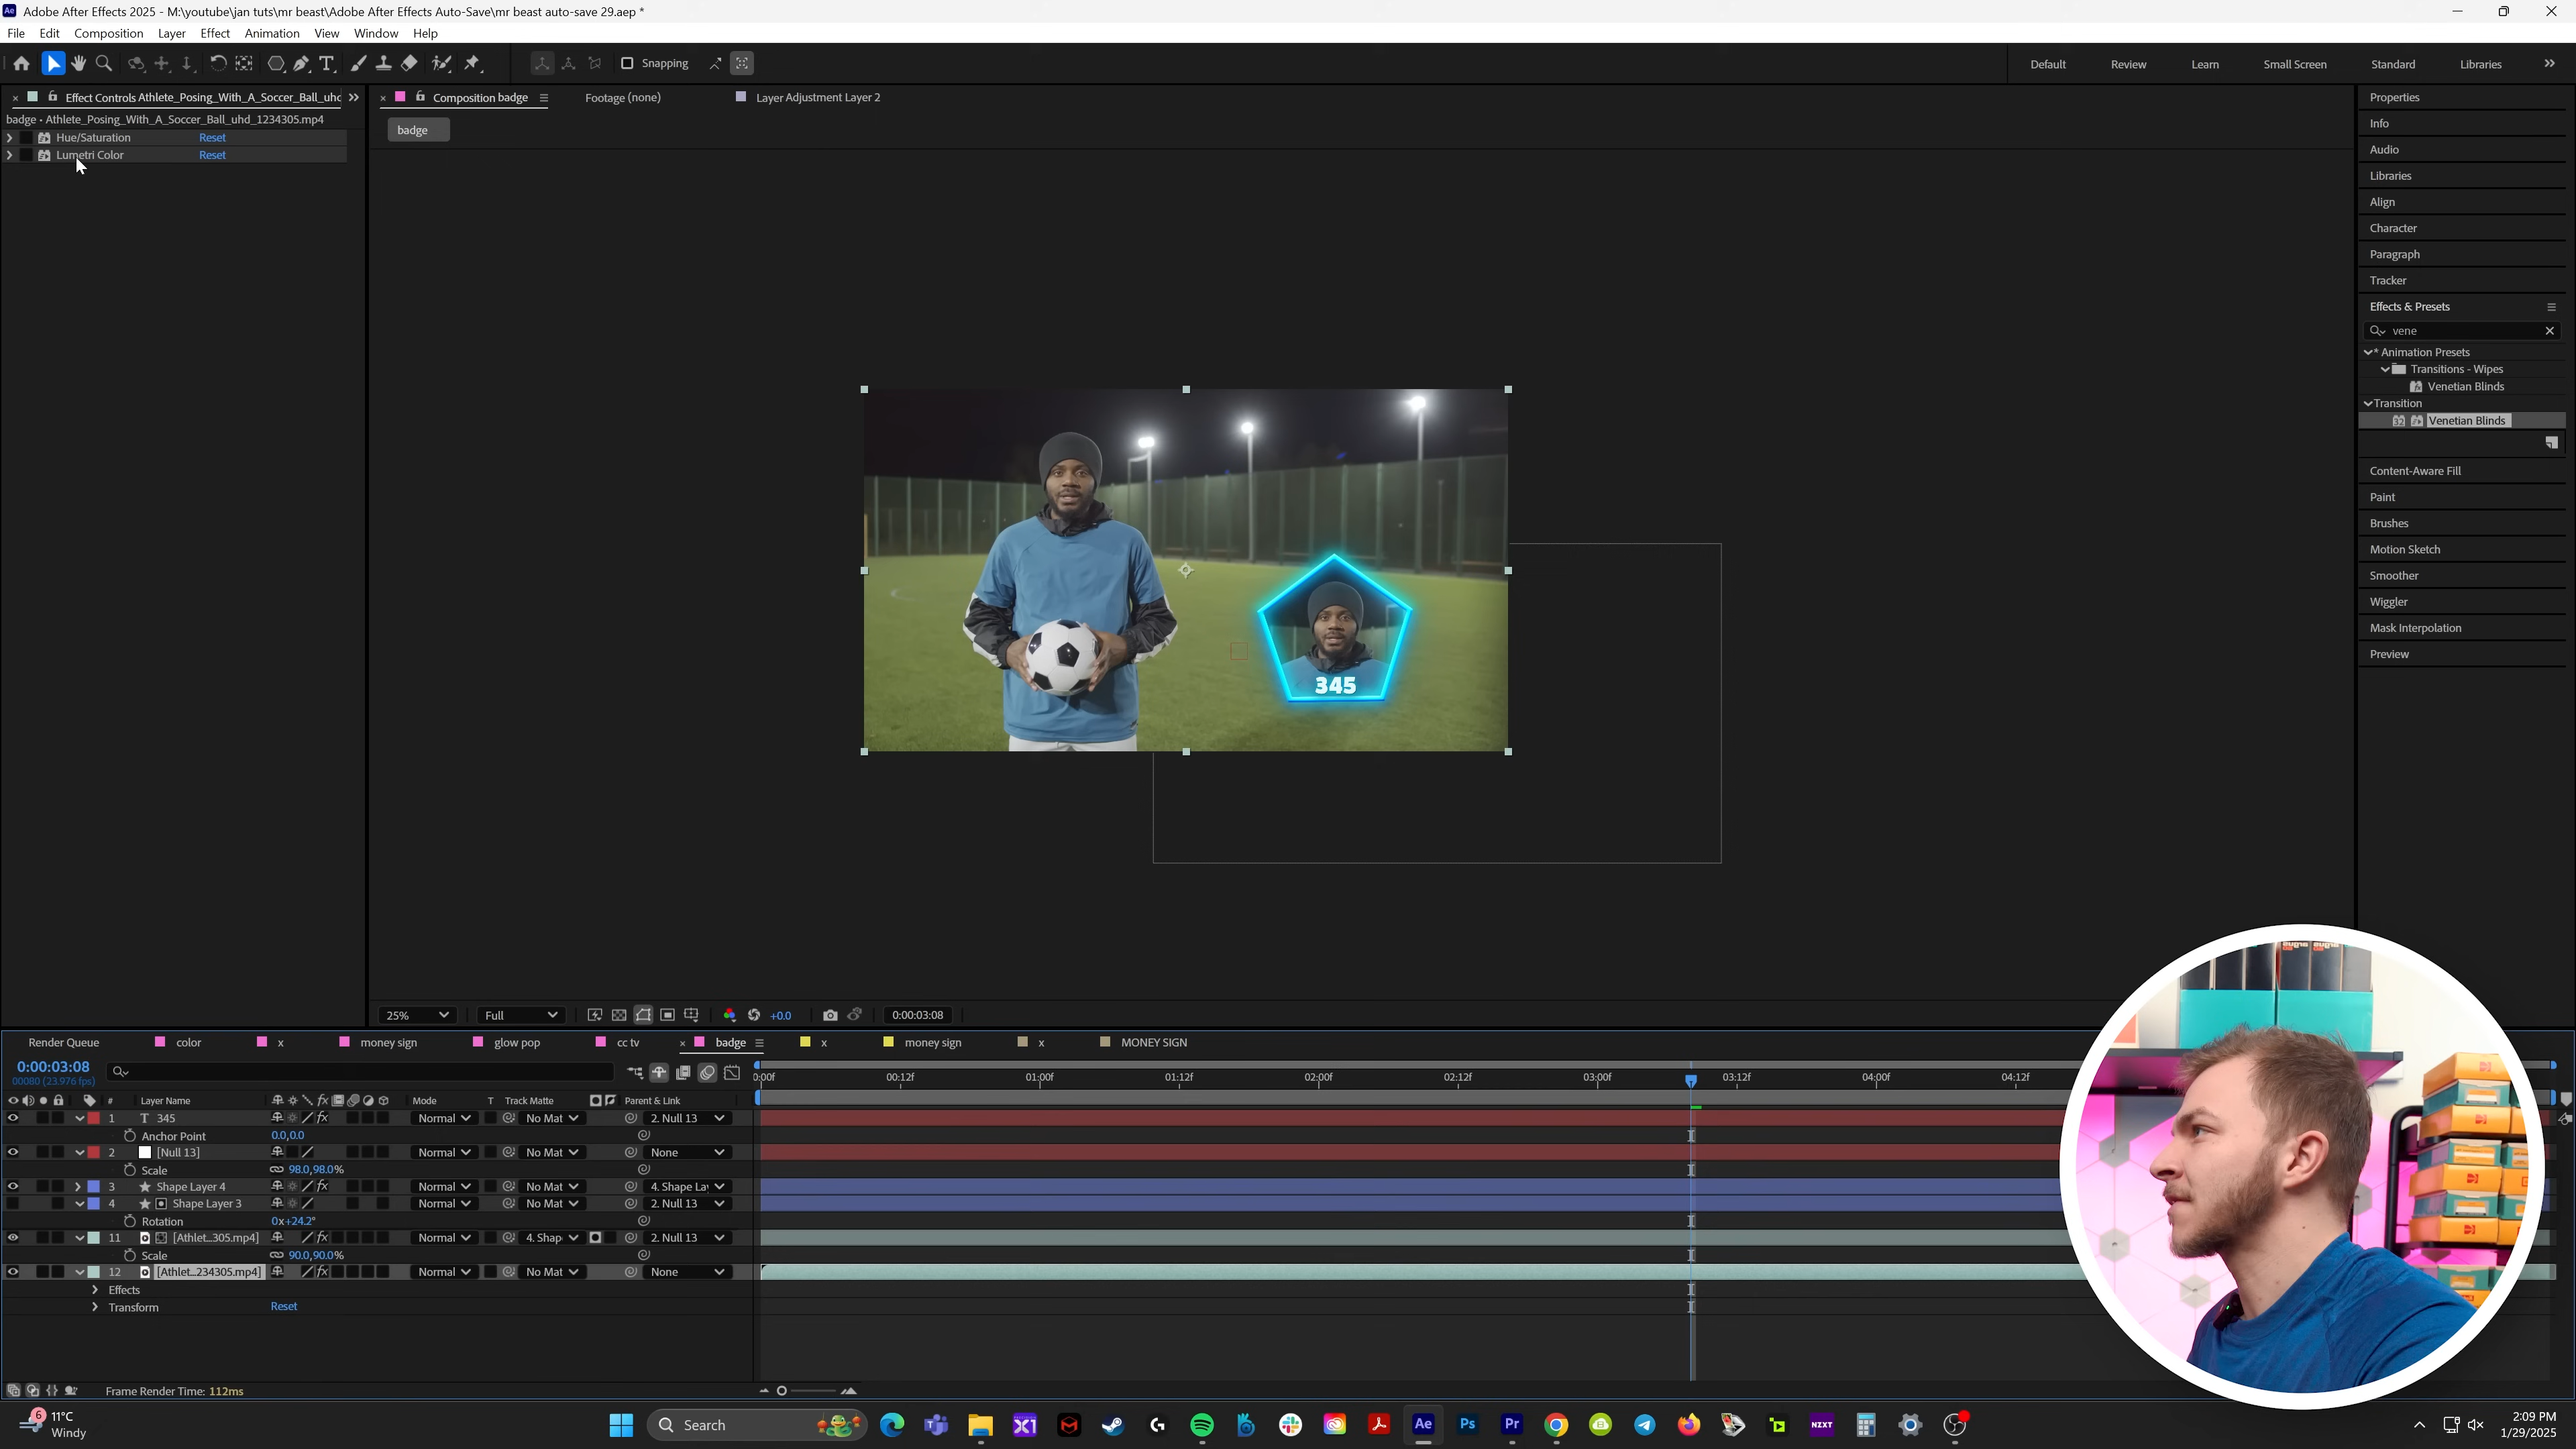 Adobe After Effects 2025 - M:\youtube\jan tuts\mr beast\Adobe After Effects Auto-Save\mr beast auto-save 29.aep *
File Edit Composition Layer Effect Animation View Window Help
Snapping
Default Review Learn Small Screen Standard Libraries
Effect Controls Athlete_Posing_With_A_Soccer_Ball_uhd
badge • Athlete_Posing_With_A_Soccer_Ball_uhd_1234305.mp4
Hue/Saturation Reset
Lumetri Color Reset
Composition badge Footage (none) Layer Adjustment Layer 2
badge
345
Properties
Info
Audio
Libraries
Align
Character
Paragraph
Tracker
Effects & Presets
vene
* Animation Presets
Transitions - Wipes
Venetian Blinds
Transition
32 Venetian Blinds
Content-Aware Fill
Paint
Brushes
Motion Sketch
Smoother
Wiggler
Mask Interpolation
Preview
25% Full +0.0 0:00:03:08
Render Queue color x money sign glow pop cc tv badge x money sign x MONEY SIGN
0:00:03:08
00080 (23.976 fps)
0:00f 00:12f 01:00f 01:12f 02:00f 02:12f 03:00f 03:12f 04:00f 04:12f
# Layer Name Mode T Track Matte Parent & Link
1 T 345 Normal No Mat 2. Null 13
Anchor Point 0.0,0.0
2 [Null 13] Normal No Mat None
Scale 98.0,98.0%
3 Shape Layer 4 Normal No Mat 4. Shape La
4 Shape Layer 3 Normal No Mat 2. Null 13
Rotation 0x+24.2°
11 [Athlet...305.mp4] Normal 4. Shap 2. Null 13
Scale 90.0,90.0%
12 [Athlet...234305.mp4] Normal No Mat None
Effects
Transform Reset
Frame Render Time: 112ms
6 11°C
Windy
Search
Ae Ps Pr NZXT
2:09 PM
1/29/2025